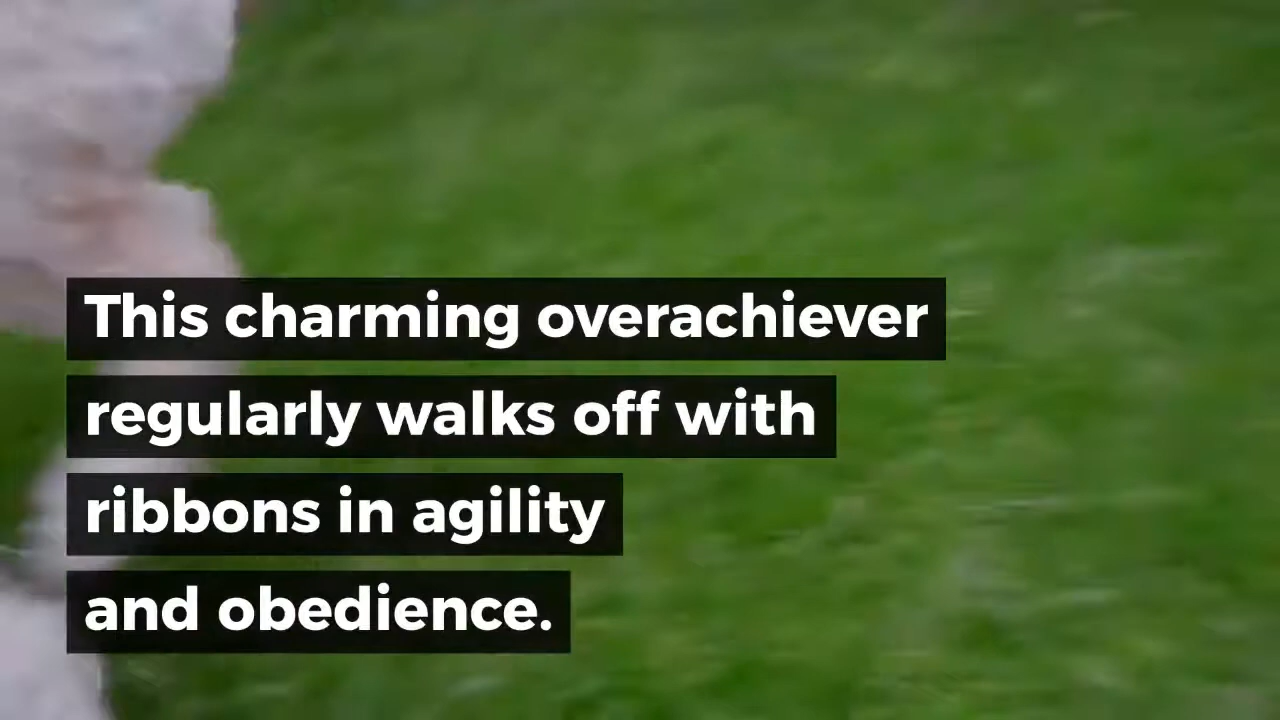 This charming overachiever
regularly walks off with
ribbons in agility
and obedience.